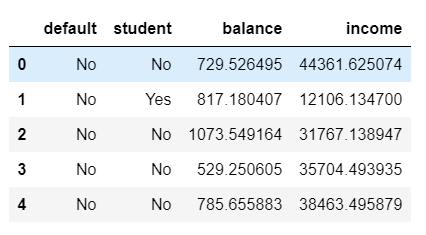 default student balance income
0 No No 729.526495 44361.625074
1 No Yes 817.180407 12106.134700
2 No No 1073.549164 31767.138947
3 No No 529.250605 35704.493935
4 No No 785.655883 38463.495879